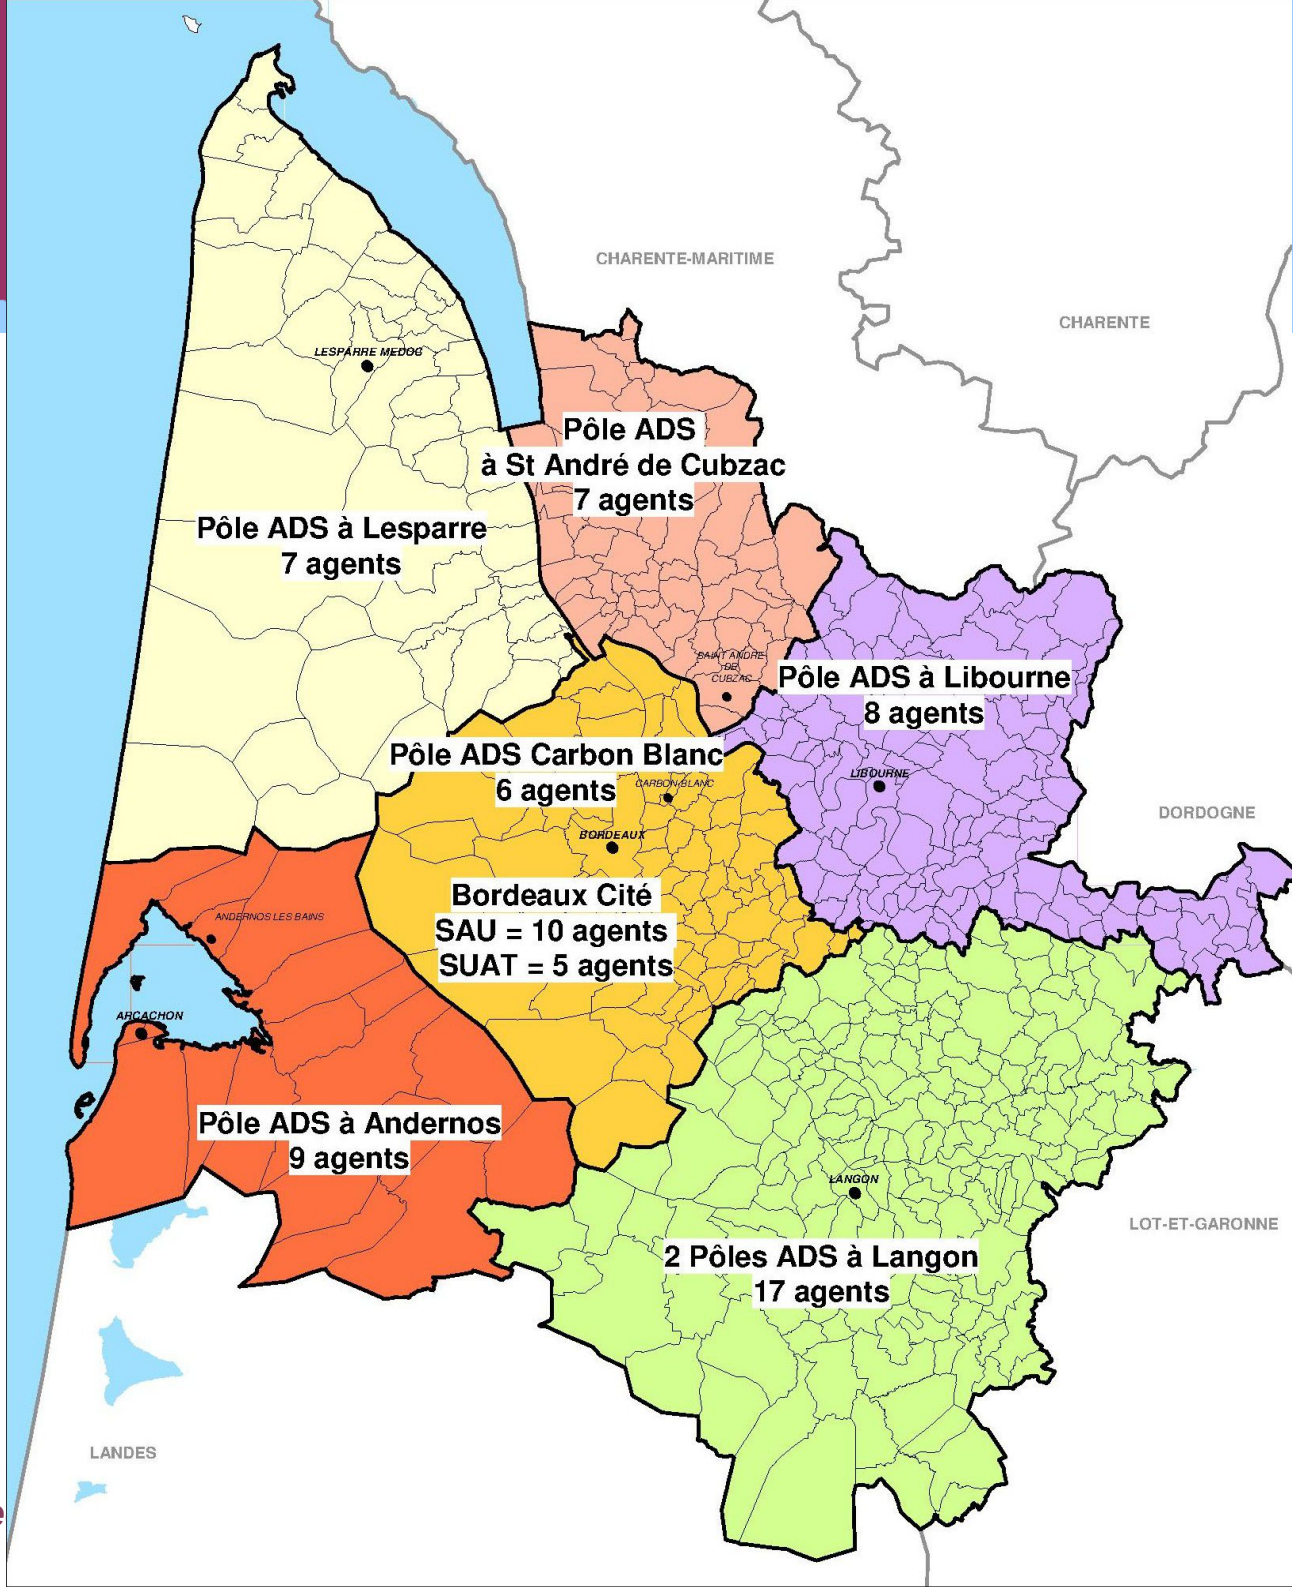 CHARENTE-MARITIME
CHARENTE
LESPARRE MEDOC
Pôle ADS
à St André de Cubzac
7 agents
Pôle ADS à Lesparre
7 agents
SAINT ANDRE
DE
CUBZAC
Pôle ADS à Libourne
8 agents
Pôle ADS Carbon Blanc
6 agents
CARBON-BLANC
LIBOURNE
DORDOGNE
BORDEAUX
Bordeaux Cité
SAU = 10 agents
SUAT = 5 agents
ANDERNOS LES BAINS
ARCACHON
Pôle ADS à Andernos
9 agents
LANGON
LOT-ET-GARONNE
2 Pôles ADS à Langon
17 agents
LANDES
e